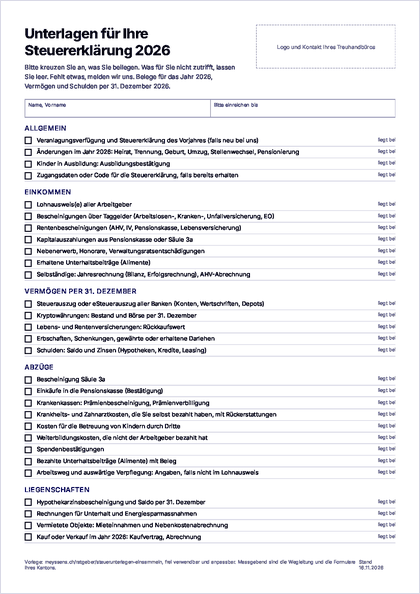 Unterlagen für Ihre
Steuererklärung 2026
Bitte kreuzen Sie an, was Sie beilegen. Was für Sie nicht zutrifft, lassen
Sie leer. Fehlt etwas, melden wir uns. Belege für das Jahr 2026,
Vermögen und Schulden per 31. Dezember 2026.
Logo und Kontakt Ihres Treuhandbüros
Name, Vorname
Bitte einreichen bis
ALLGEMEIN
Veranlagungsverfügung und Steuererklärung des Vorjahres (falls neu bei uns) liegt bei
Änderungen im Jahr 2026: Heirat, Trennung, Geburt, Umzug, Stellenwechsel, Pensionierung liegt bei
Kinder in Ausbildung: Ausbildungsbestätigung liegt bei
Zugangsdaten oder Code für die Steuererklärung, falls bereits erhalten liegt bei
EINKOMMEN
Lohnausweis(e) aller Arbeitgeber liegt bei
Bescheinigungen über Taggelder (Arbeitslosen-, Kranken-, Unfallversicherung, EO) liegt bei
Rentenbescheinigungen (AHV, IV, Pensionskasse, Lebensversicherung) liegt bei
Kapitalauszahlungen aus Pensionskasse oder Säule 3a liegt bei
Nebenerwerb, Honorare, Verwaltungsratsentschädigungen liegt bei
Erhaltene Unterhaltsbeiträge (Alimente) liegt bei
Selbständige: Jahresrechnung (Bilanz, Erfolgsrechnung), AHV-Abrechnung liegt bei
VERMÖGEN PER 31. DEZEMBER
Steuerauszug oder eSteuerauszug aller Banken (Konten, Wertschriften, Depots) liegt bei
Kryptowährungen: Bestand und Börse per 31. Dezember liegt bei
Lebens- und Rentenversicherungen: Rückkaufswert liegt bei
Erbschaften, Schenkungen, gewährte oder erhaltene Darlehen liegt bei
Schulden: Saldo und Zinsen (Hypotheken, Kredite, Leasing) liegt bei
ABZÜGE
Bescheinigung Säule 3a liegt bei
Einkäufe in die Pensionskasse (Bestätigung) liegt bei
Krankenkassen: Prämienbescheinigung, Prämienverbilligung liegt bei
Krankheits- und Zahnarztkosten, die Sie selbst bezahlt haben, mit Rückerstattungen liegt bei
Kosten für die Betreuung von Kindern durch Dritte liegt bei
Weiterbildungskosten, die nicht der Arbeitgeber bezahlt hat liegt bei
Spendenbestätigungen liegt bei
Bezahlte Unterhaltsbeiträge (Alimente) mit Beleg liegt bei
Arbeitsweg und auswärtige Verpflegung: Angaben, falls nicht im Lohnausweis liegt bei
LIEGENSCHAFTEN
Hypothekarzinsbescheinigung und Saldo per 31. Dezember liegt bei
Rechnungen für Unterhalt und Energiesparmassnahmen liegt bei
Vermietete Objekte: Mieteinnahmen und Nebenkostenabrechnung liegt bei
Kauf oder Verkauf im Jahr 2026: Kaufvertrag, Abrechnung liegt bei
Vorlage: meyssens.ch/ratgeber/steuerunterlagen-einsammeln, frei verwendbar und anpassbar. Massgebend sind die Wegleitung und die Formulare
Ihres Kantons.
Stand
16.11.2026